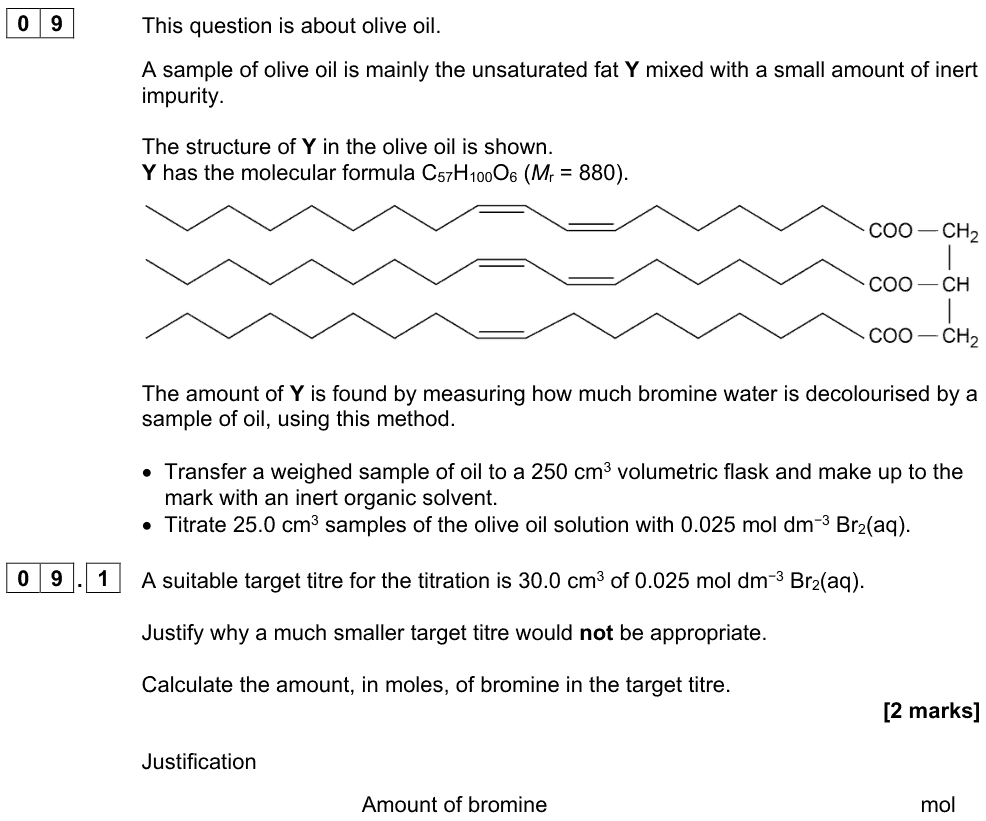 0 9 This question is about olive oil.
A sample of olive oil is mainly the unsaturated fat Y mixed with a small amount of inert
impurity.
The structure of Y in the olive oil is shown.
Y has the molecular formula C₅₇H₁₀₀O₆ (Mᵣ = 880).
COO — CH₂
COO — CH
COO — CH₂
The amount of Y is found by measuring how much bromine water is decolourised by a
sample of oil, using this method.
• Transfer a weighed sample of oil to a 250 cm³ volumetric flask and make up to the
mark with an inert organic solvent.
• Titrate 25.0 cm³ samples of the olive oil solution with 0.025 mol dm⁻³ Br₂(aq).
0 9 . 1 A suitable target titre for the titration is 30.0 cm³ of 0.025 mol dm⁻³ Br₂(aq).
Justify why a much smaller target titre would not be appropriate.
Calculate the amount, in moles, of bromine in the target titre.
[2 marks]
Justification
Amount of bromine mol